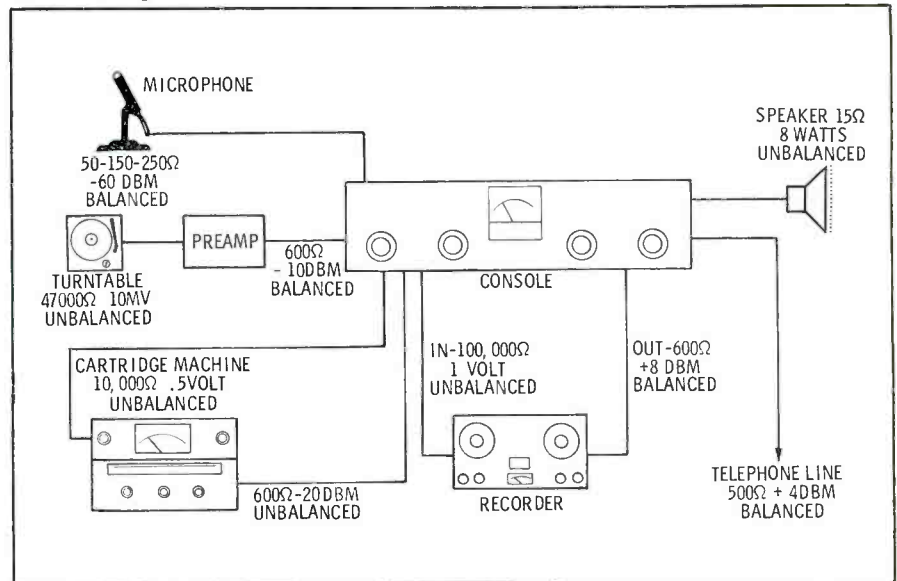 MICROPHONE
50-150-250Ω
-60 DBM
BALANCED
SPEAKER 15Ω
8 WATTS
UNBALANCED
PREAMP
600Ω
- 10DBM
BALANCED
TURNTABLE
47000Ω 10MV
UNBALANCED
CONSOLE
CARTRIDGE MACHINE
10,000Ω .5VOLT
UNBALANCED
IN-100,000Ω
1 VOLT
UNBALANCED
OUT-600Ω
+8 DBM
BALANCED
600Ω-20DBM
UNBALANCED
RECORDER
TELEPHONE LINE
500Ω + 4DBM
BALANCED